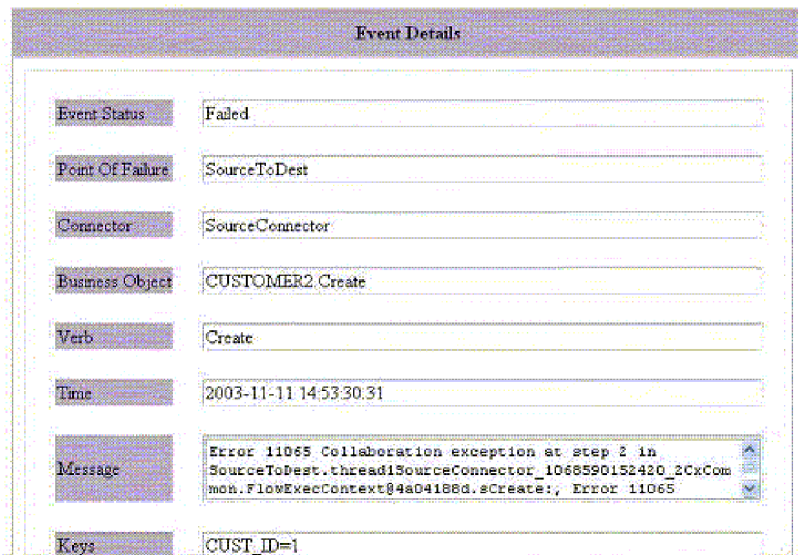 Event Details
Event Status Failed
Point Of Failure SourceToDest
Connector SourceConnector
Business Object CUSTOMER2.Create
Verb Create
Time 2003-11-11 14:53:30.31
Message Error 11065 Collaboration exception at step 2 in
SourceToDest.thread1SourceConnector_1068590152420_2CxCom
mon.FlowExecContext@4a04188d.sCreate:, Error 11065
Keys CUST_ID=1